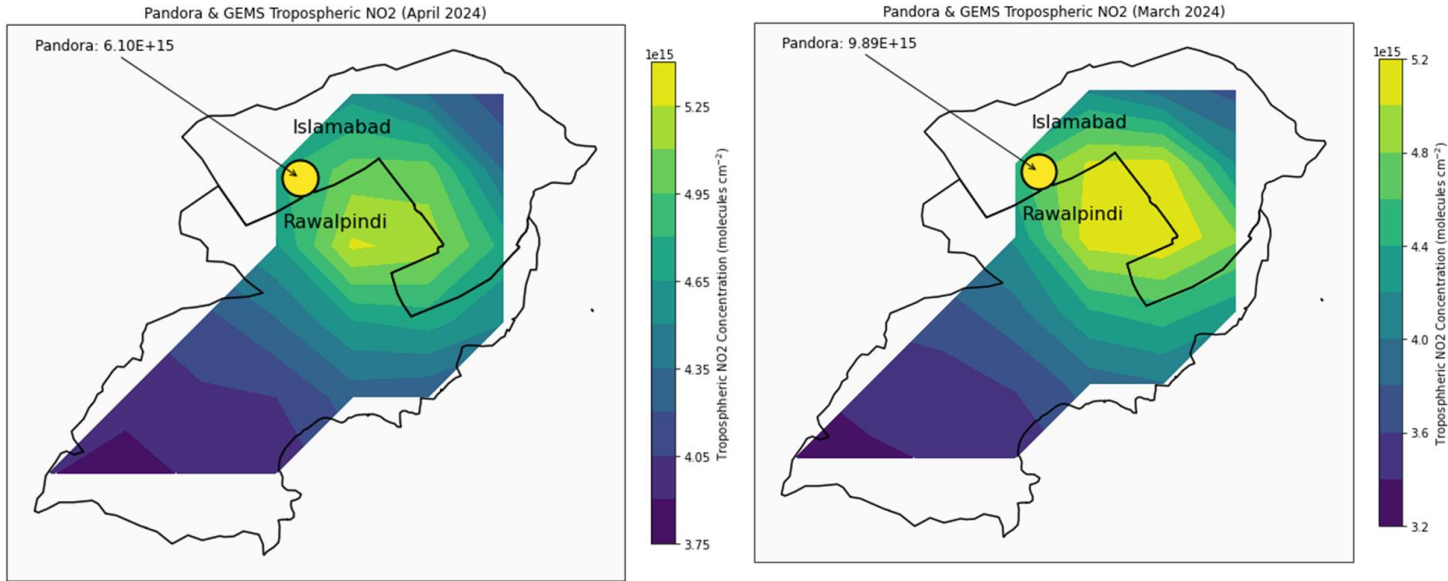 Pandora & GEMS Tropospheric NO2 (April 2024)
Pandora: 6.10E+15
Islamabad
Rawalpindi
1e15
5.25
4.95
4.65
4.35
4.05
3.75
Troposphheric NO2 Concentration (molecules cm⁻²)
Pandora & GEMS Tropospheric NO2 (March 2024)
Pandora: 9.89E+15
Islamabad
Rawalpindi
1e15
5.2
4.8
4.4
4.0
3.6
3.2
Troposphheric NO2 Concentration (molecules cm⁻²)